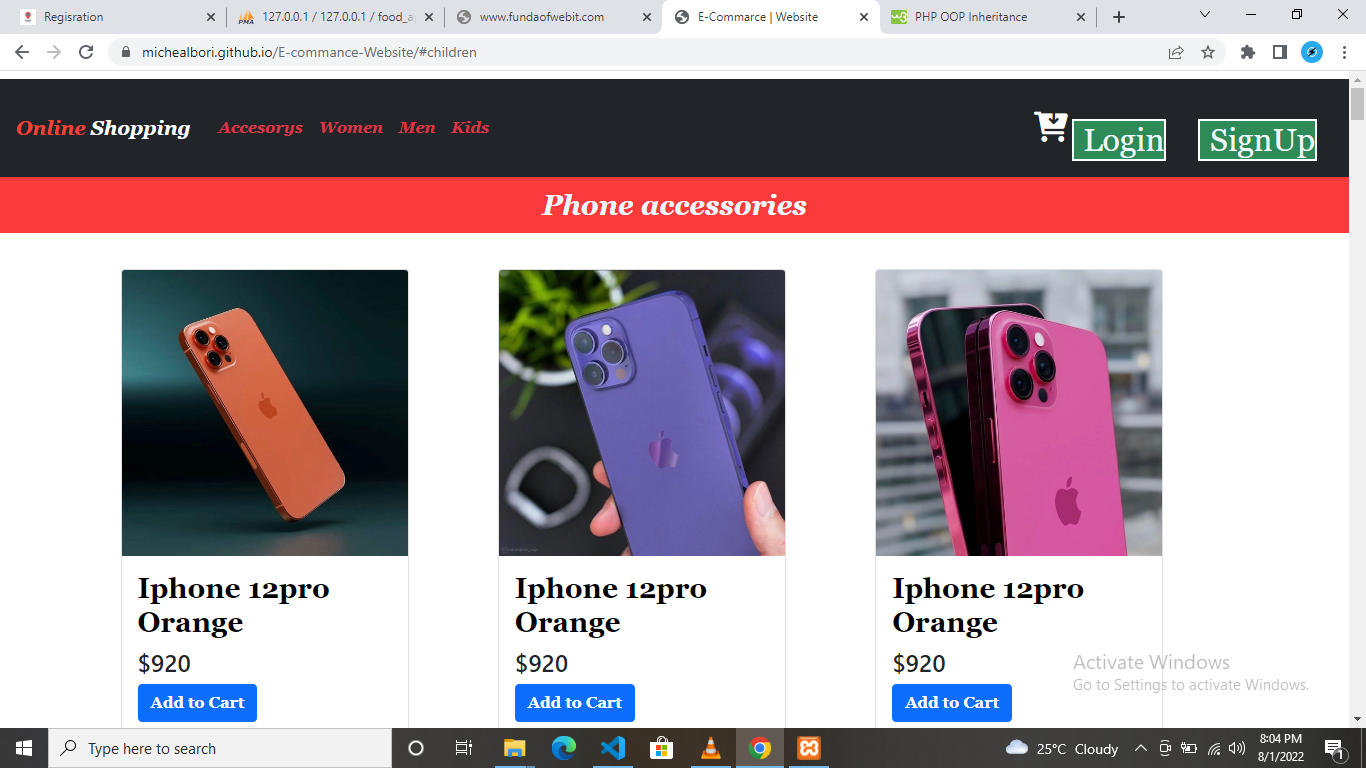 Regisration
127.0.0.1 / 127.0.0.1 / food_a
www.fundaofwebit.com
E-Commarce | Website
PHP OOP Inheritance
michealbori.github.io/E-commance-Website/#children
Online Shopping Accesorys Women Men Kids Login SignUp
Phone accessories
Iphone 12pro
Orange
$920
Add to Cart
Iphone 12pro
Orange
$920
Add to Cart
Iphone 12pro
Orange
$920
Add to Cart
Activate Windows
Go to Settings to activate Windows.
Type here to search
25°C Cloudy
8:04 PM
8/1/2022
1